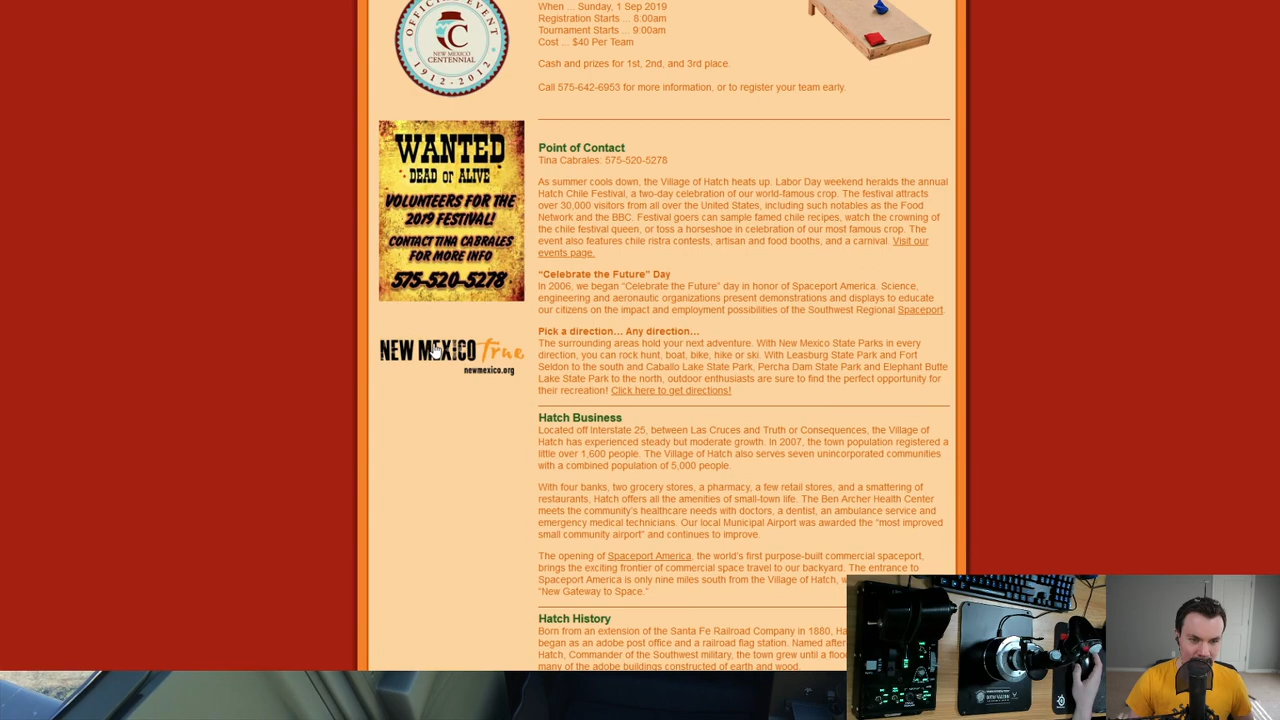 OFFICIAL EVENT
NEW MEXICO
CENTENNIAL
1912-2012
When ... Sunday, 1 Sep 2019
Registration Starts ... 8:00am
Tournament Starts ... 9:00am
Cost ... $40 Per Team
Cash and prizes for 1st, 2nd, and 3rd place.
Call 575-642-6953 for more information, or to register your team early.
WANTED
DEAD or ALIVE
VOLUNTEERS FOR THE
2019 FESTIVAL!
CONTACT TINA CABRALES
FOR MORE INFO
575-520-5278
NEW MEXICO True
newmexico.org
Point of Contact
Tina Cabrales: 575-520-5278
As summer cools down, the Village of Hatch heats up. Labor Day weekend heralds the annual
Hatch Chile Festival, a two-day celebration of our world-famous crop. The festival attracts
over 30,000 visitors from all over the United States, including such notables as the Food
Network and the BBC. Festival goers can sample famed chile recipes, watch the crowning of
the chile festival queen, or toss a horseshoe in celebration of our most famous crop. The
event also features chile ristra contests, artisan and food booths, and a carnival. Visit our
events page.
“Celebrate the Future” Day
In 2006, we began “Celebrate the Future” day in honor of Spaceport America. Science,
engineering and aeronautic organizations present demonstrations and displays to educate
our citizens on the impact and employment possibilities of the Southwest Regional Spaceport.
Pick a direction… Any direction…
The surrounding areas hold your next adventure. With New Mexico State Parks in every
direction, you can rock hunt, boat, bike, hike or ski. With Leasburg State Park and Fort
Seldon to the south and Caballo Lake State Park, Percha Dam State Park and Elephant Butte
Lake State Park to the north, outdoor enthusiasts are sure to find the perfect opportunity for
their recreation! Click here to get directions!
Hatch Business
Located off Interstate 25, between Las Cruces and Truth or Consequences, the Village of
Hatch has experienced steady but moderate growth. In 2007, the town population registered a
little over 1,600 people. The Village of Hatch also serves seven unincorporated communities
with a combined population of 5,000 people.
With four banks, two grocery stores, a pharmacy, a few retail stores, and a smattering of
restaurants, Hatch offers all the amenities of small-town life. The Ben Archer Health Center
meets the community’s healthcare needs with doctors, a dentist, an ambulance service and
emergency medical technicians. Our local Municipal Airport was awarded the “most improved
small community airport” and continues to improve.
The opening of Spaceport America, the world’s first purpose-built commercial spaceport,
brings the exciting frontier of commercial space travel to our backyard. The entrance to
Spaceport America is only nine miles south from the Village of Hatch,
“New Gateway to Space.”
Hatch History
Born from an extension of the Santa Fe Railroad Company in 1880,
began as an adobe post office and a railroad flag station. Named after
Hatch, Commander of the Southwest military, the town grew until a
many of the adobe buildings constructed of earth and wood.